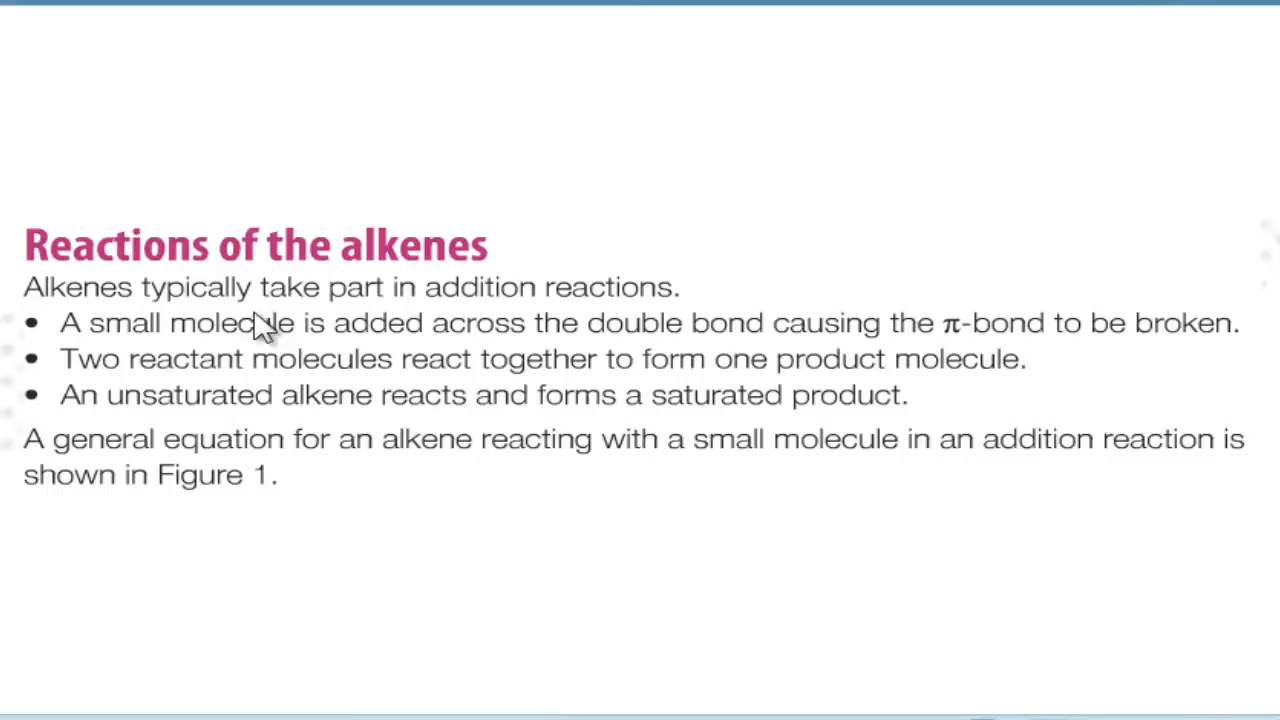 Reactions of the alkenes
Alkenes typically take part in addition reactions.
• A small molecule is added across the double bond causing the π-bond to be broken.
• Two reactant molecules react together to form one product molecule.
• An unsaturated alkene reacts and forms a saturated product.
A general equation for an alkene reacting with a small molecule in an addition reaction is
shown in Figure 1.